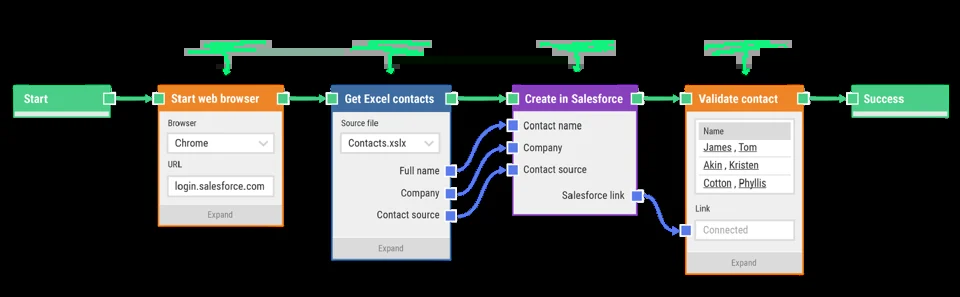 Start
Start web browser
Browser
Chrome
URL
login.salesforce.com
Expand
Get Excel contacts
Source file
Contacts.xslx
Full name
Company
Contact source
Expand
Create in Salesforce
Contact name
Company
Contact source
Salesforce link
Validate contact
Name
James , Tom
Akin , Kristen
Cotton , Phyllis
Link
Connected
Expand
Success